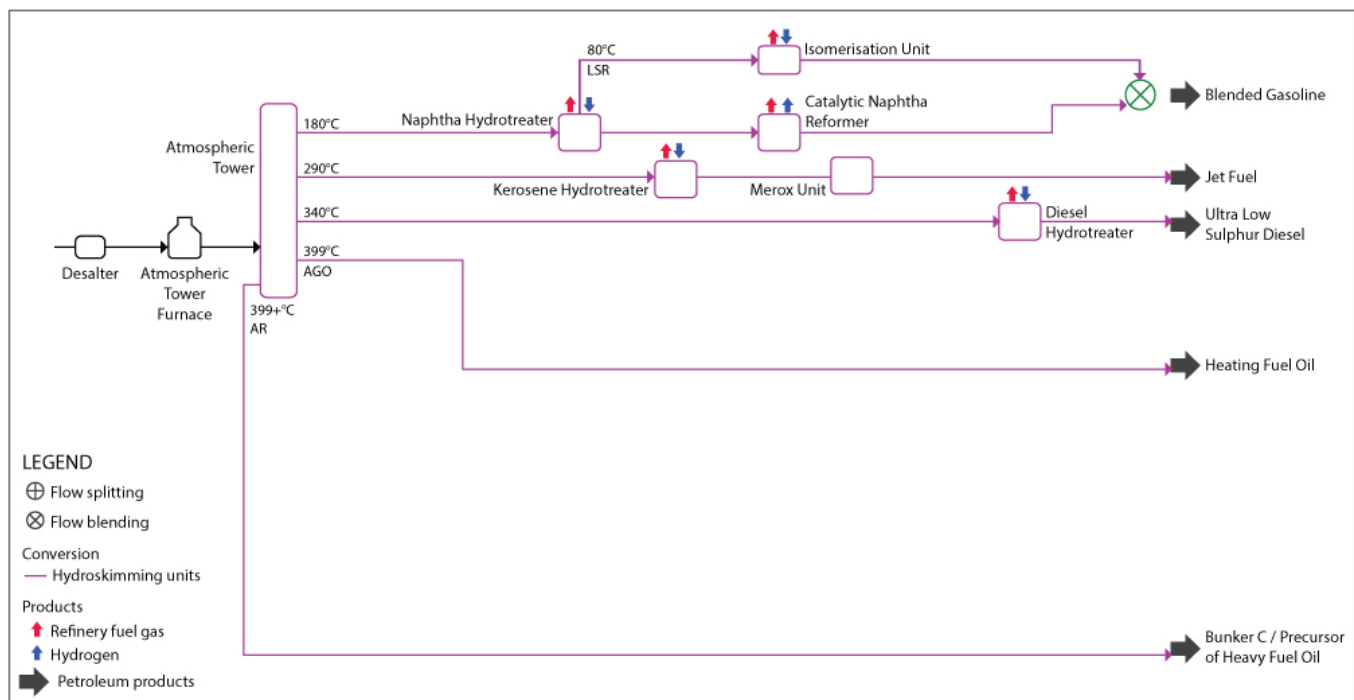 80°C
LSR
Isomerisation Unit
Naphtha Hydrotreater
Catalytic Naphtha
Reformer
Blended Gasoline
180°C
Atmospheric
Tower
290°C
Kerosene Hydrotreater
Merox Unit
Jet Fuel
340°C
Diesel
Hydrotreater
Ultra Low
Sulphur Diesel
399°C
AGO
Desalter
Atmospheric
Tower
Furnace
399+°C
AR
Heating Fuel Oil
LEGEND
Flow splitting
Flow blending
Conversion
Hydroskimming units
Products
Refinery fuel gas
Hydrogen
Petroleum products
Bunker C / Precursor
of Heavy Fuel Oil